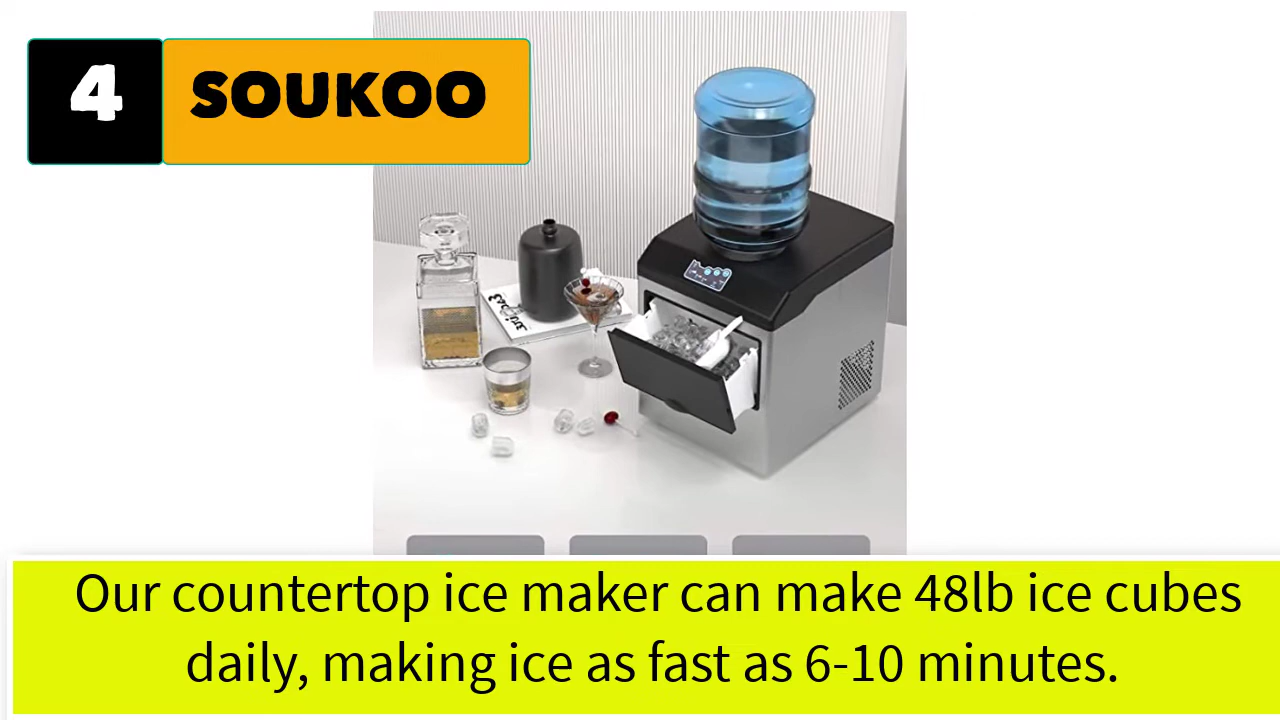 4 SOUKOO
Our countertop ice maker can make 48lb ice cubes
daily, making ice as fast as 6-10 minutes.